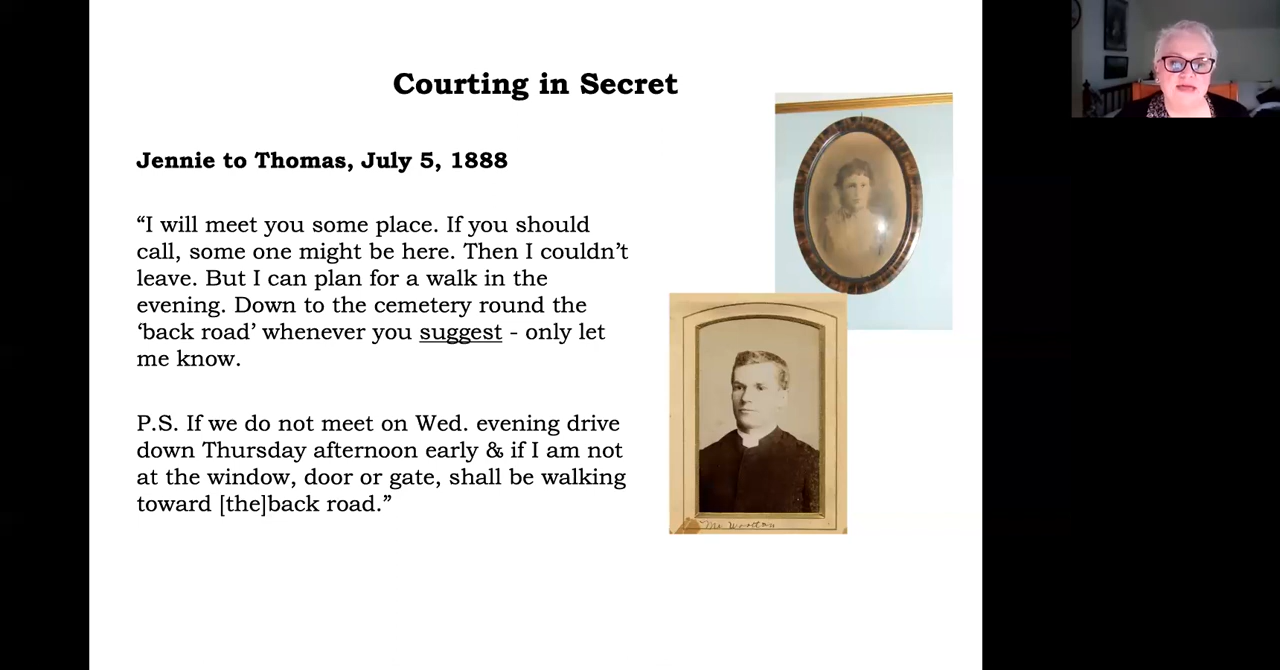 Courting in Secret
Jennie to Thomas, July 5, 1888
“I will meet you some place. If you should
call, some one might be here. Then I couldn’t
leave. But I can plan for a walk in the
evening. Down to the cemetery round the
‘back road’ whenever you suggest - only let
me know.
P.S. If we do not meet on Wed. evening drive
down Thursday afternoon early & if I am not
at the window, door or gate, shall be walking
toward [the]back road.”